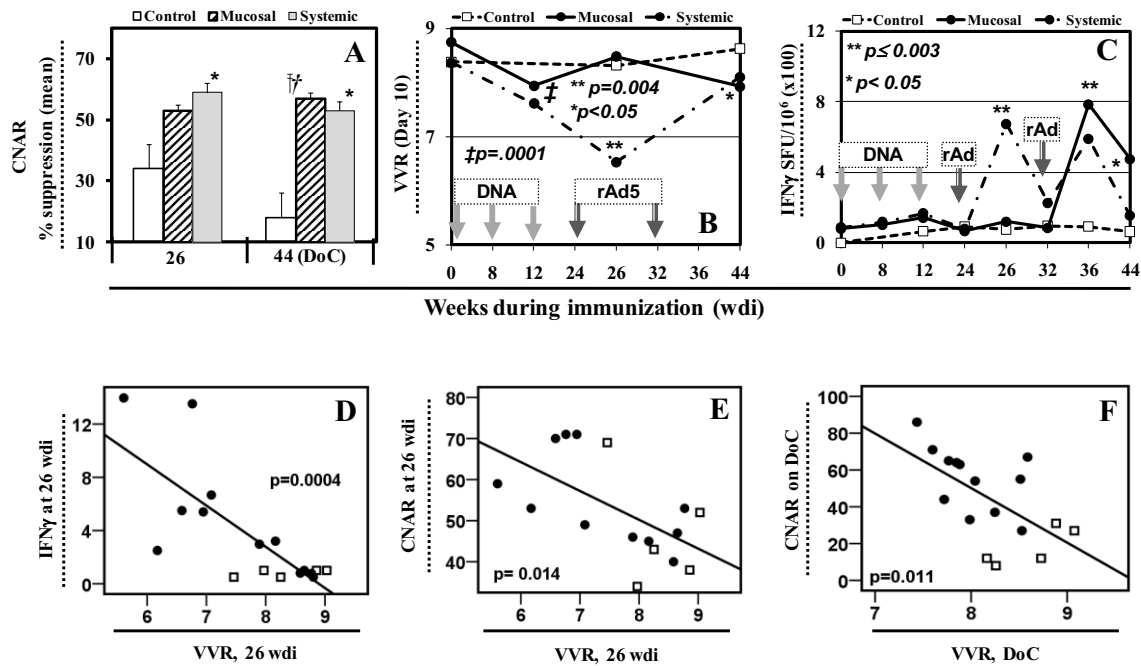 Control Mucosal Systemic
A
CNAR
% suppression (mean)
70
50
30
10
*
†† *
26 44 (DoC)
Control Mucosal Systemic
VVR (Day 10)
9
7
5
‡
** p=0.004
*p<0.05
*
**
‡p=.0001
DNA rAd5
B
0 8 12 24 26 32 44
Control Mucosal Systemic
C
IFNγ SFU/10⁶ (x100)
12
8
4
0
** p≤ 0.003
* p< 0.05
** **
rAd
DNA rAd
*
0 8 12 24 26 32 36 44
Weeks during immunization (wdi)
D
IFNγ at 26 wdi
12
8
4
0
p=0.0004
6 7 8 9
VVR, 26 wdi
E
CNAR at 26 wdi
80
70
60
50
40
p= 0.014
6 7 8 9
VVR, 26 wdi
F
CNAR on DoC
100
80
60
40
20
0
p=0.011
7 8 9
VVR, DoC